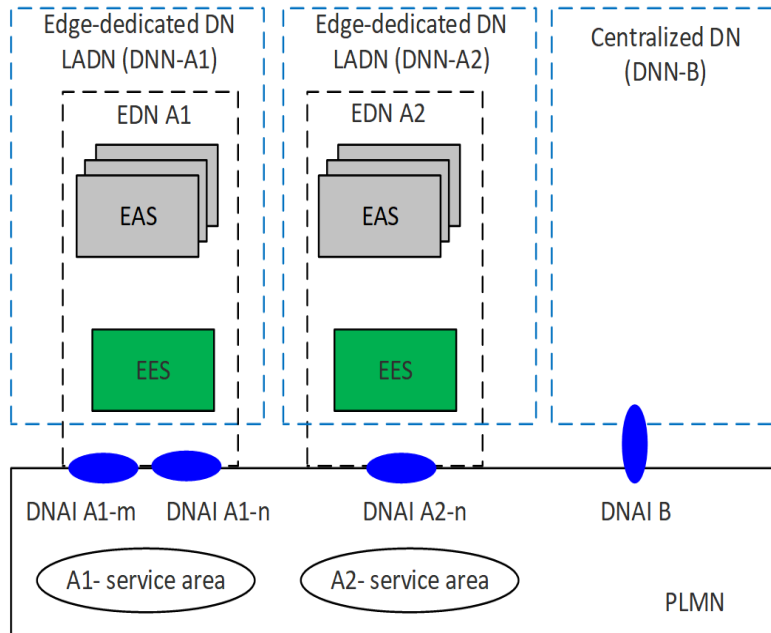 Edge-dedicated DN
LADN (DNN-A1)
EDN A1
EAS
EES
Edge-dedicated DN
LADN (DNN-A2)
EDN A2
EAS
EES
Centralized DN
(DNN-B)
DNAI A1-m
DNAI A1-n
DNAI A2-n
DNAI B
A1- service area
A2- service area
PLMN